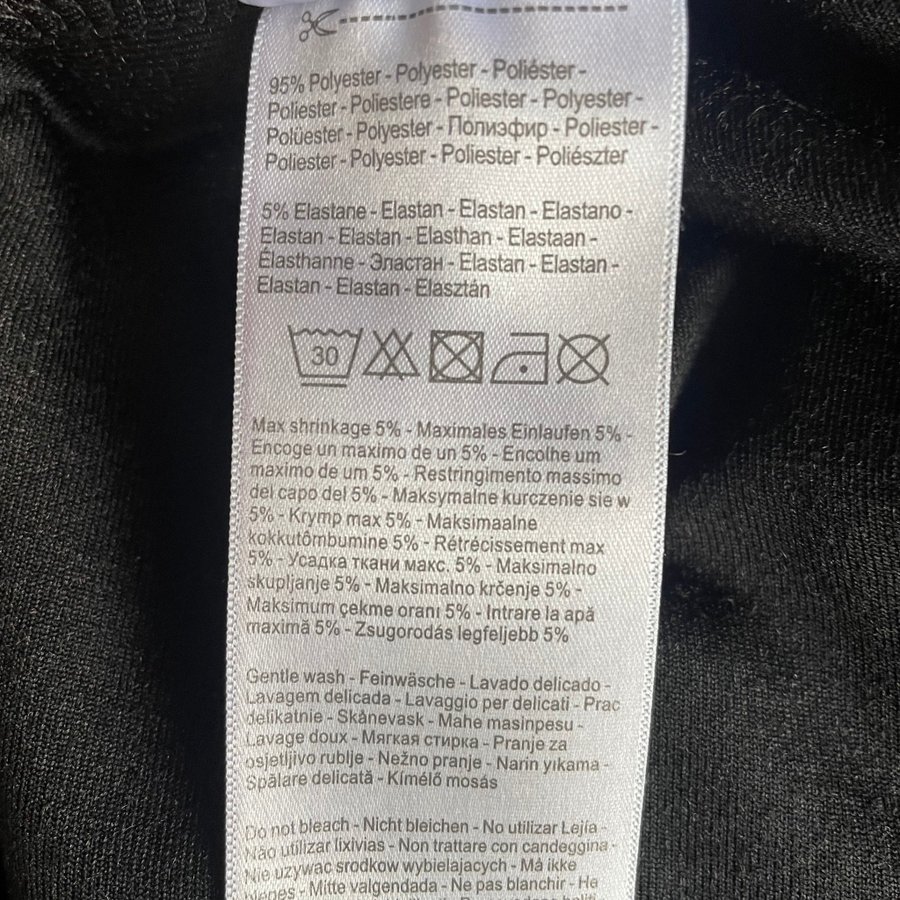 95% Polyester - Polyester - Poliéster -
Poliester - Poliestere - Poliester - Polyester -
Polüester - Polyester - Полиэфир - Poliester -
Poliester - Polyester - Poliester - Poliészter
5% Elastane - Elastan - Elastan - Elastano -
Elastan - Elastan - Elasthan - Elastaan -
Élasthanne - Эластан - Elastan - Elastan -
Elastan - Elastan - Elasztán
30
Max shrinkage 5% - Maximales Einlaufen 5% -
Encoge un maximo de un 5% - Encolhe um
maximo de um 5% - Restringimento massimo
del capo del 5% - Maksymalne kurczenie sie w
5% - Krymp max 5% - Maksimaalne
kokkutõmbumine 5% - Rétrécissement max
5% - Усадка ткани макс. 5% - Maksimalno
skupljanje 5% - Maksimalno krčenje 5% -
Maksimum çekme oranı 5% - Intrare la apă
maximă 5% - Zsugorodás legfeljebb 5%
Gentle wash - Feinwäsche - Lavado delicado -
Lavagem delicada - Lavaggio per delicati - Prac
delikatnie - Skånevask - Mahe masinpesu -
Lavage doux - Мягкая стирка - Pranje za
osjetljivo rublje - Nežno pranje - Narin yıkama -
Spălare delicată - Kímélő mosás
Do not bleach - Nicht bleichen - No utilizar Lejía -
Não utilizar lixivias - Non trattare con candeggina -
Nie uzywac srodkow wybielajacych - Må ikke
bleges - Mitte valgendada - Ne pas blanchir - Не